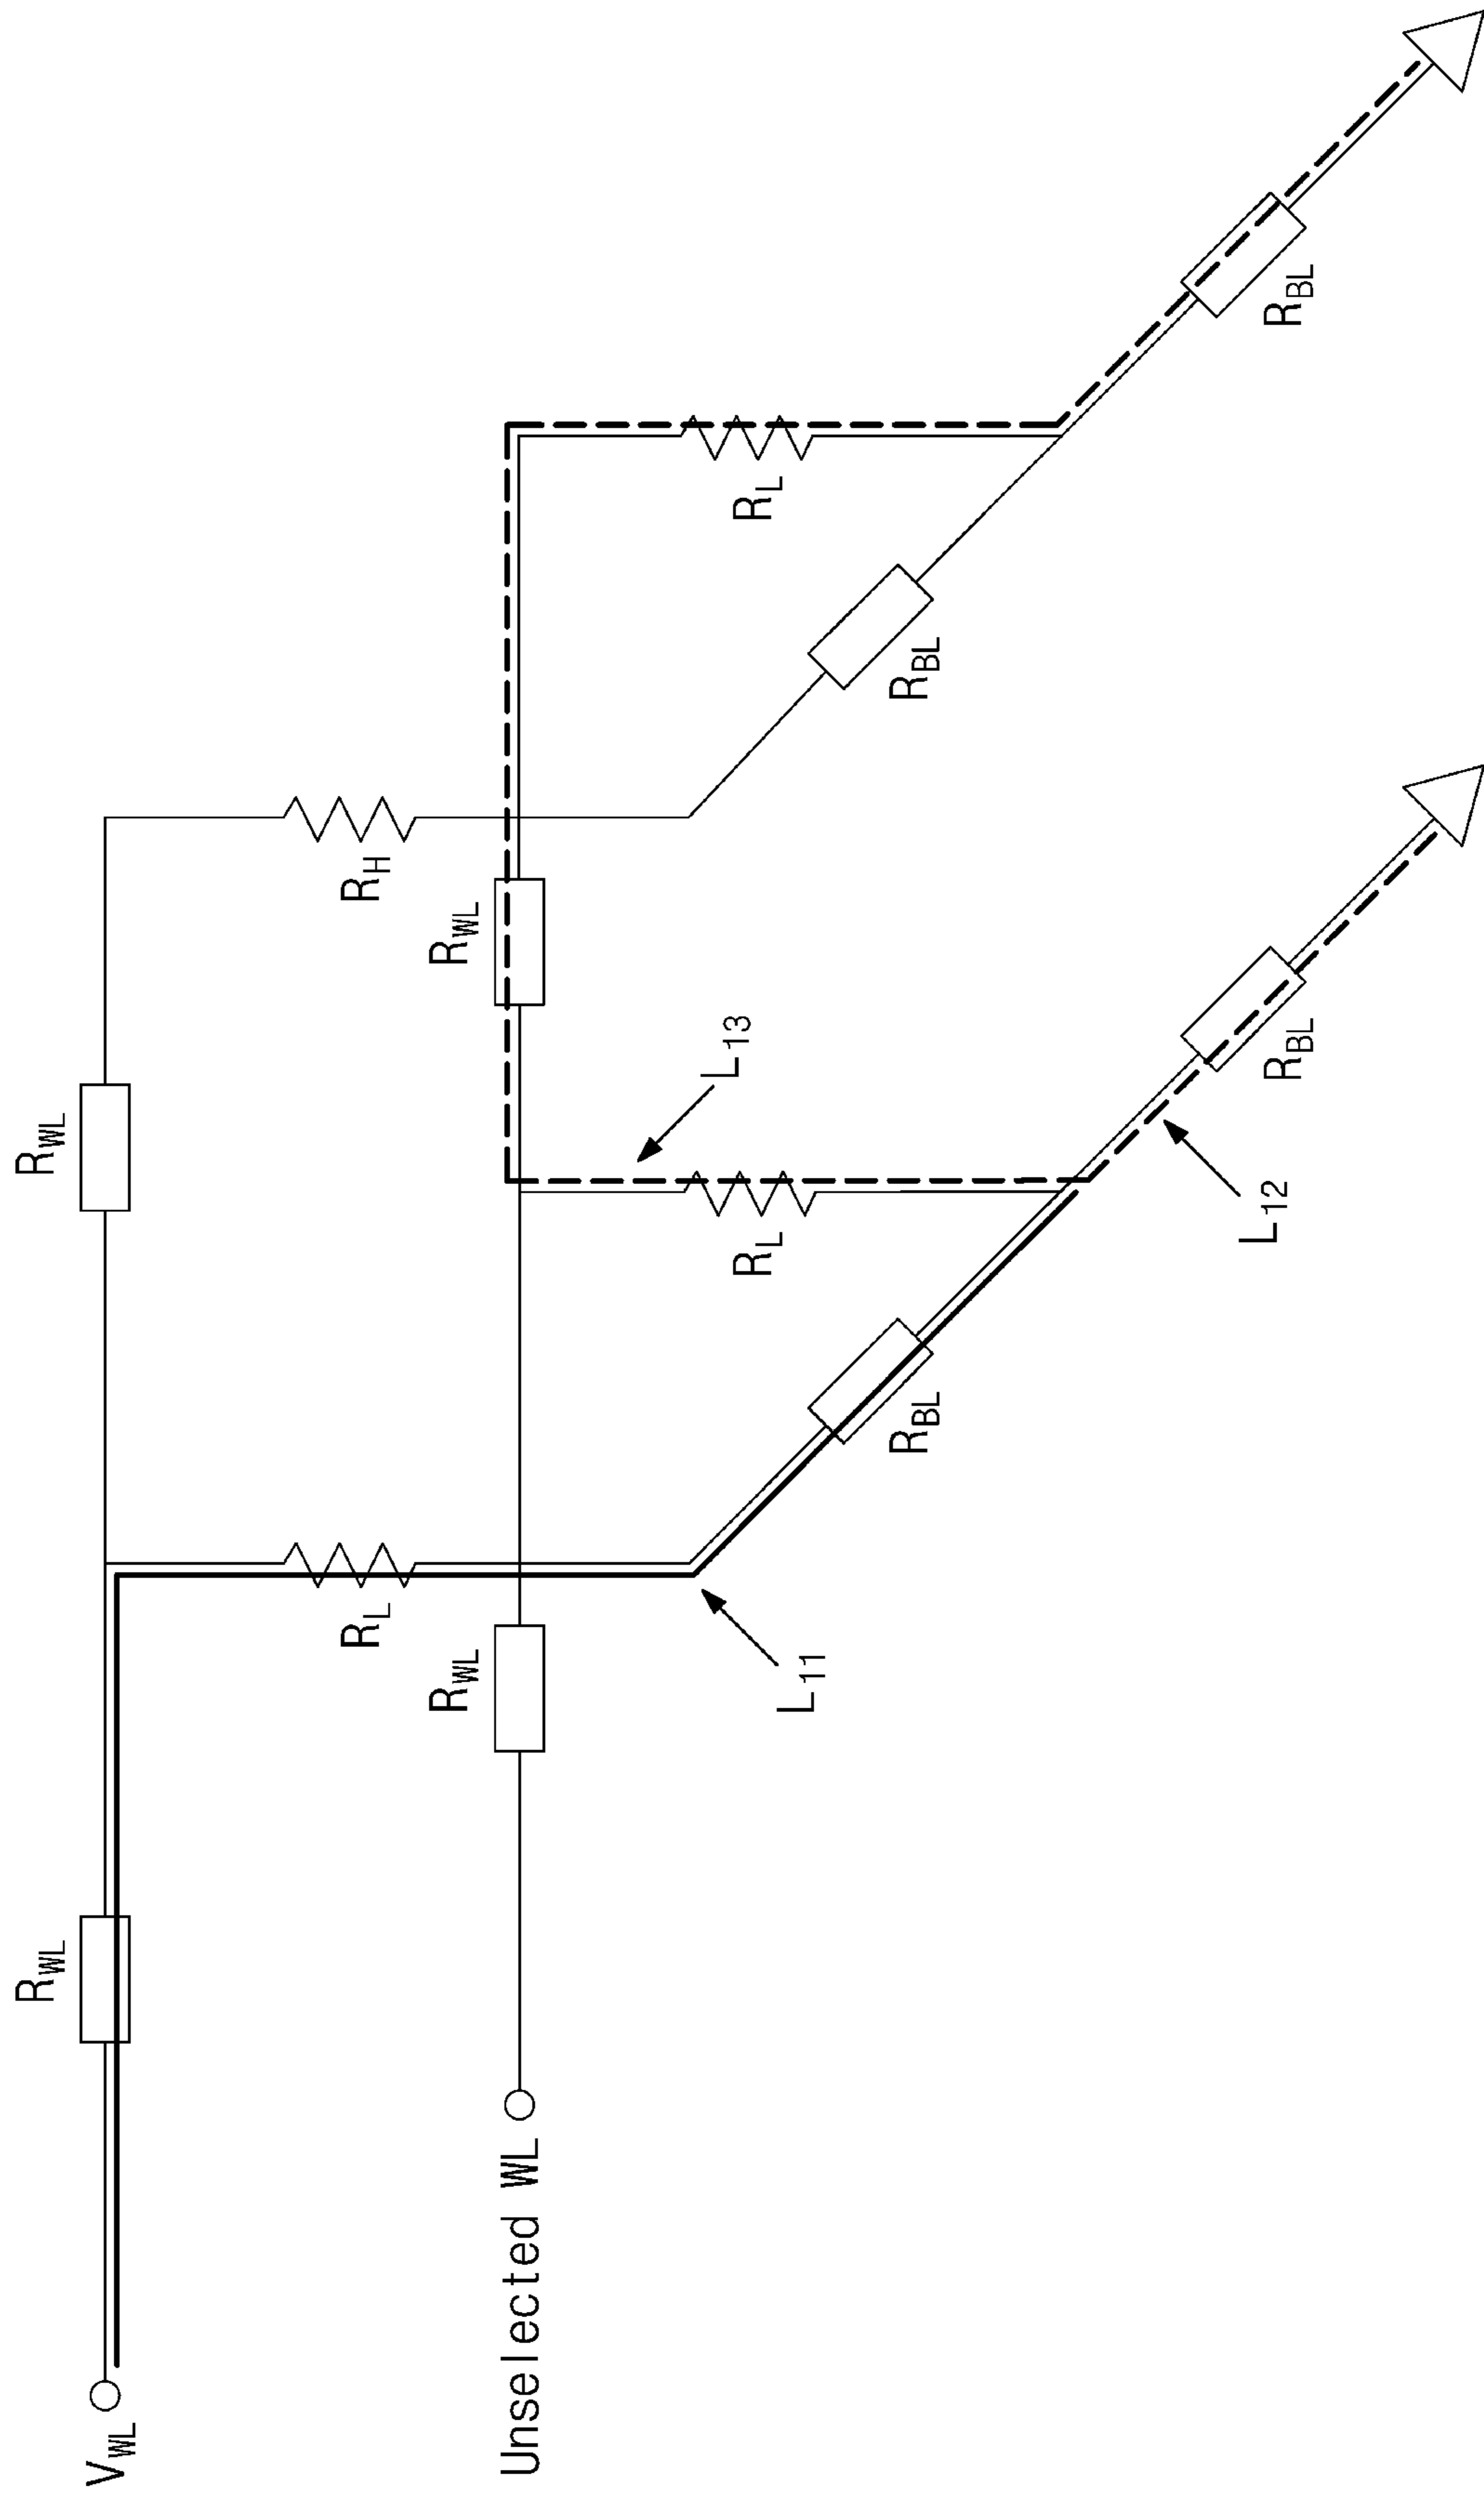 V_WL
R_WL
R_WL
R_L
R_H
Unselected WL
R_WL
R_WL
R_L
R_L
L_11
L_13
R_BL
R_BL
L_12
R_BL
R_BL